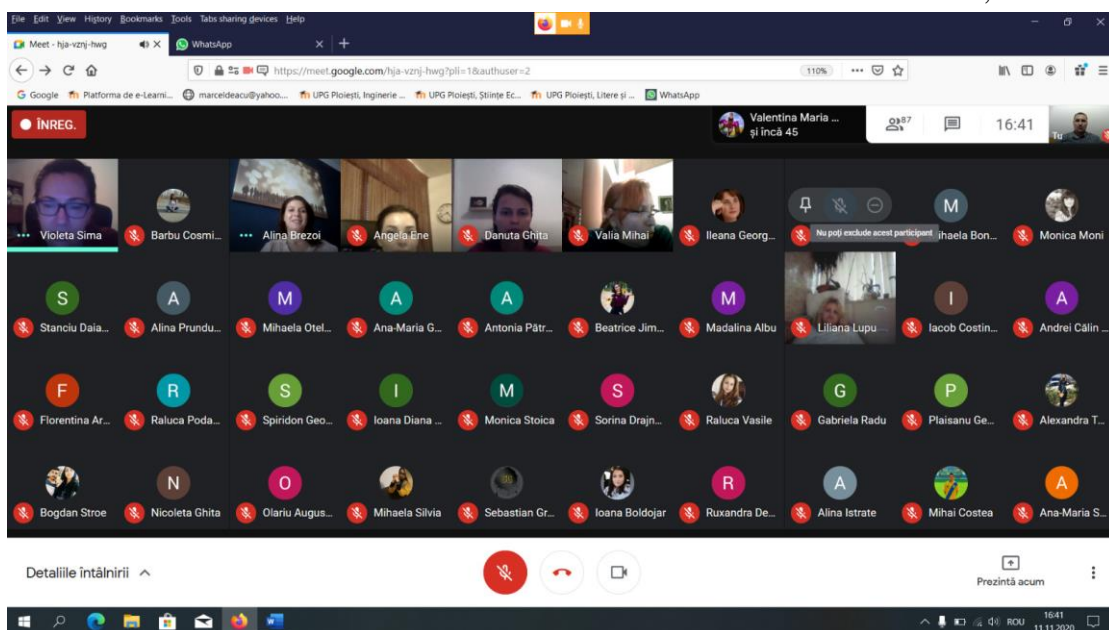 File Edit View History Bookmarks Tools Tabs sharing devices Help
Meet - hja-vznj-hwg
WhatsApp
https://meet.google.com/hja-vznj-hwg?pli=1&authuser=2
110%
Google Platforma de e-Learni... marceldeacu@yahoo.... UPG Ploiești, Inginerie ... UPG Ploiești, Științe Ec... UPG Ploiești, Litere și ... WhatsApp
ÎNREG.
Valentina Maria ...
și încă 45
87
16:41
Tu
Violeta Sima Barbu Cosmi... Alina Brezoi Angela Ene Danuta Ghita Valia Mihai Ileana Georg... Nu poți exclude acest participant M ihaela Bon... Monica Moni
S A M A A M I A
Stanciu Daia... Alina Prundu... Mihaela Otel... Ana-Maria G... Antonia Pătr... Beatrice Jim... Madalina Albu Liliana Lupu Iacob Costin... Andrei Călin ...
F R S I M S G P
Florentina Ar... Raluca Poda... Spiridon Geo... Ioana Diana ... Monica Stoica Sorina Drajn... Raluca Vasile Gabriela Radu Plaisanu Ge... Alexandra T...
N O R A A
Bogdan Stroe Nicoleta Ghita Olariu Augus... Mihaela Silvia Sebastian Gr... Ioana Boldojar Ruxandra De... Alina Istrate Mihai Costea Ana-Maria S...
Detaliile întâlnirii
Prezintă acum
ROU
16:41
11.11.2020